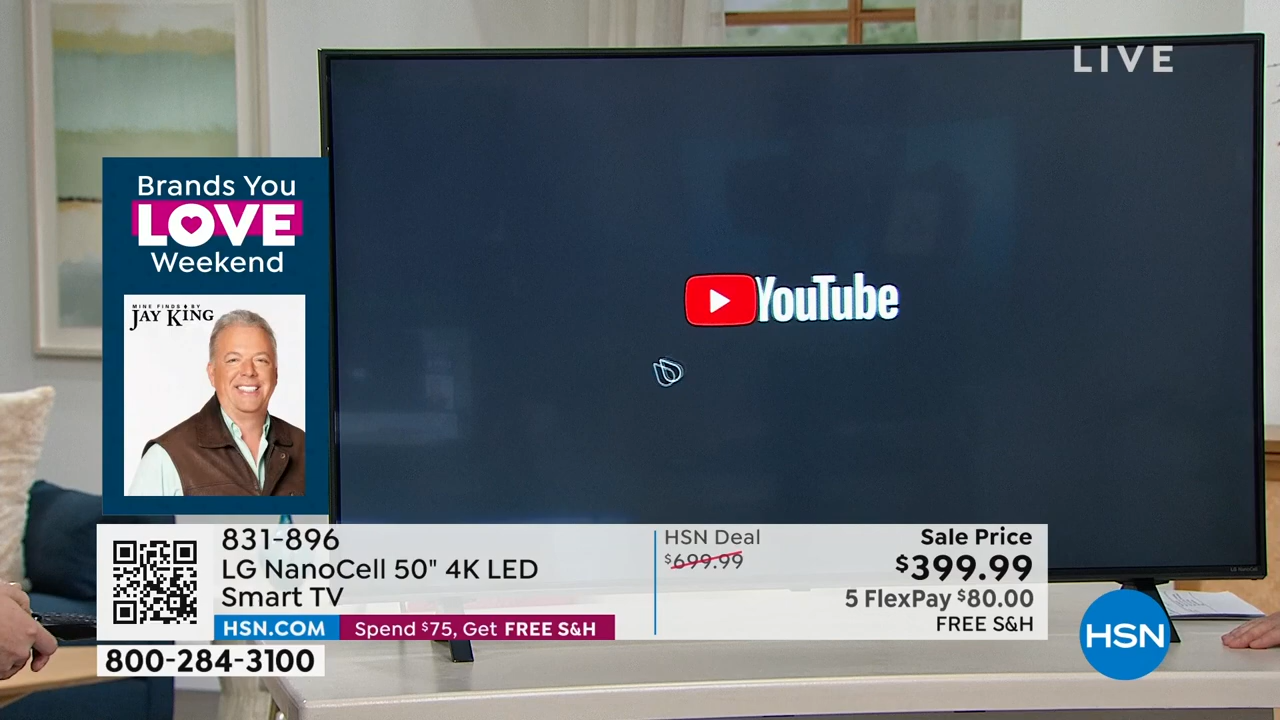 LIVE
Brands You
LOVE
Weekend
MINE FINDS BY
JAY KING
YouTube
831-896
LG NanoCell 50" 4K LED
Smart TV
HSN.COM
Spend $75, Get FREE S&H
800-284-3100
HSN Deal
$699.99
Sale Price
$399.99
5 FlexPay $80.00
FREE S&H
HSN
LG NanoCell